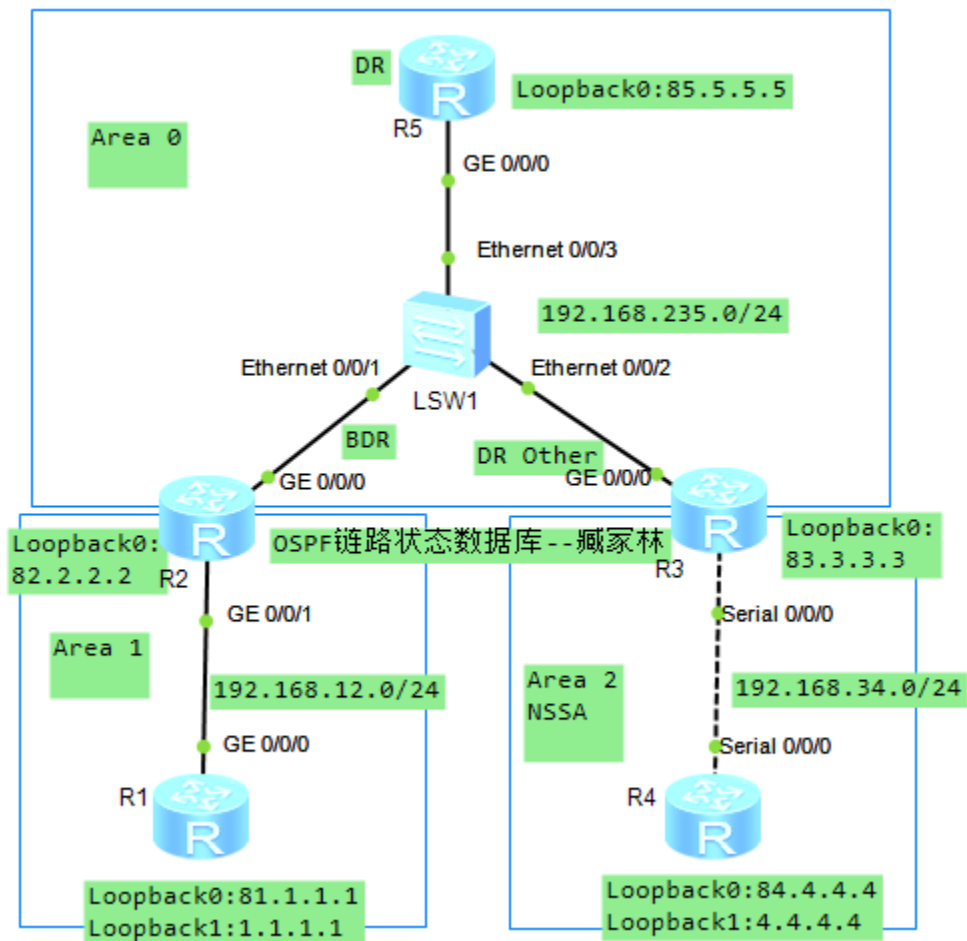 DR
Loopback0:85.5.5.5
R
R5
Area 0
GE 0/0/0
Ethernet 0/0/3
192.168.235.0/24
Ethernet 0/0/1
Ethernet 0/0/2
LSW1
BDR
DR Other
GE 0/0/0
GE 0/0/0
R
R
Loopback0:
82.2.2.2
R2
OSPF链路状态数据库--臧冢林
R3
Loopback0:
83.3.3.3
GE 0/0/1
Serial 0/0/0
Area 1
192.168.12.0/24
Area 2
NSSA
192.168.34.0/24
GE 0/0/0
Serial 0/0/0
R1
R
R4
R
Loopback0:81.1.1.1
Loopback1:1.1.1.1
Loopback0:84.4.4.4
Loopback1:4.4.4.4